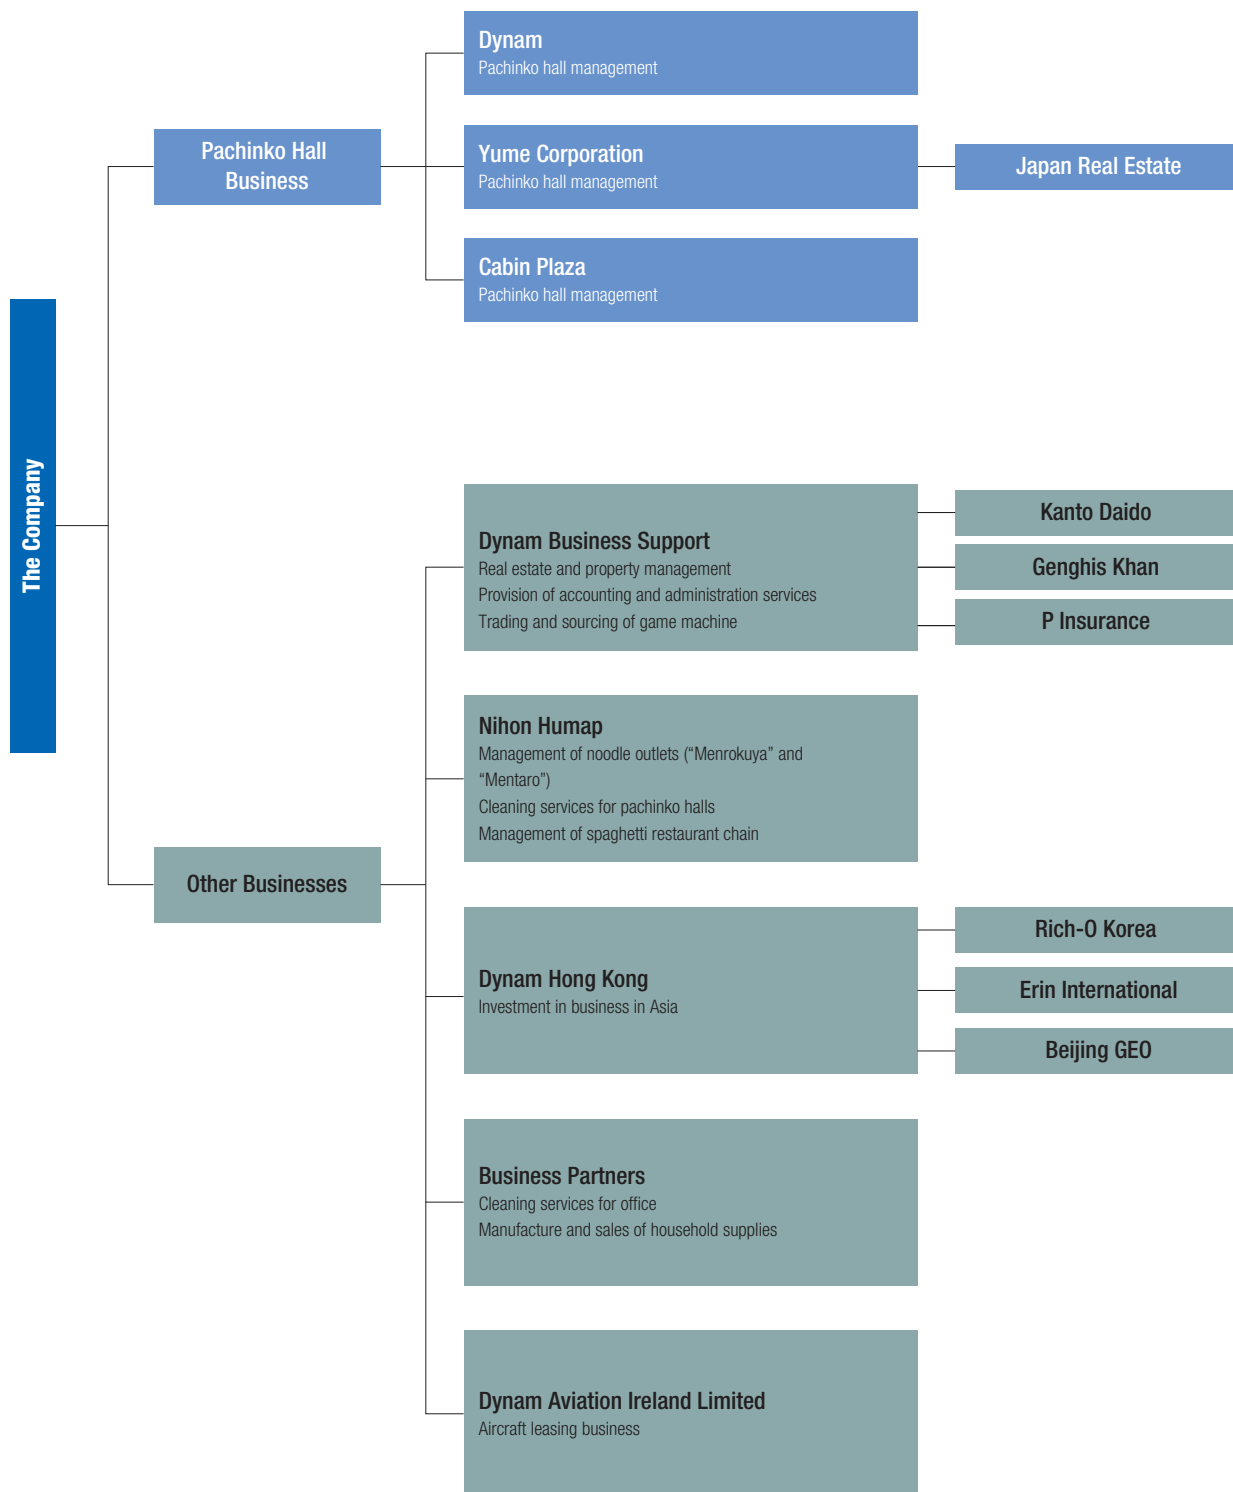 The Company
Pachinko Hall
Business
Dynam
Pachinko hall management
Yume Corporation
Pachinko hall management
Japan Real Estate
Cabin Plaza
Pachinko hall management
Other Businesses
Dynam Business Support
Real estate and property management
Provision of accounting and administration services
Trading and sourcing of game machine
Kanto Daido
Genghis Khan
P Insurance
Nihon Humap
Management of noodle outlets (“Menrokuya” and
“Mentaro”)
Cleaning services for pachinko halls
Management of spaghetti restaurant chain
Dynam Hong Kong
Investment in business in Asia
Rich-O Korea
Erin International
Beijing GEO
Business Partners
Cleaning services for office
Manufacture and sales of household supplies
Dynam Aviation Ireland Limited
Aircraft leasing business